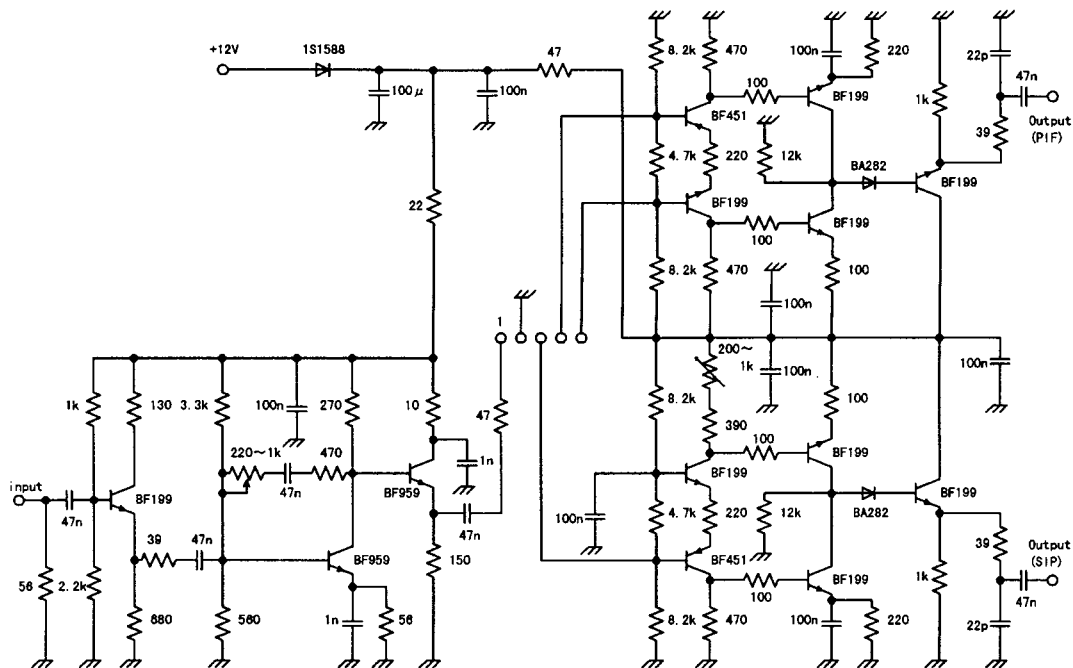 +12V
1S1588
100μ
100n
47
8.2k
470
100n
220
22p
47n
Output
(PIF)
100
BF199
1k
39
BF451
4.7k
220
12k
BA282
BF199
BF199
BF199
22
100
8.2k
470
100
100n
1
200~
1k
100n
100n
1k
130
3.3k
100n
270
10
47
8.2k
390
100
100
220~1k
470
BF199
1n
BF199
BF199
input
47n
BF199
47n
BF959
47n
100n
4.7k
220
12k
BA282
39
39
47n
BF959
150
BF451
BF199
Output
(SIP)
56
2.2k
100
1k
47n
680
560
1n
56
8.2k
470
100n
220
22p